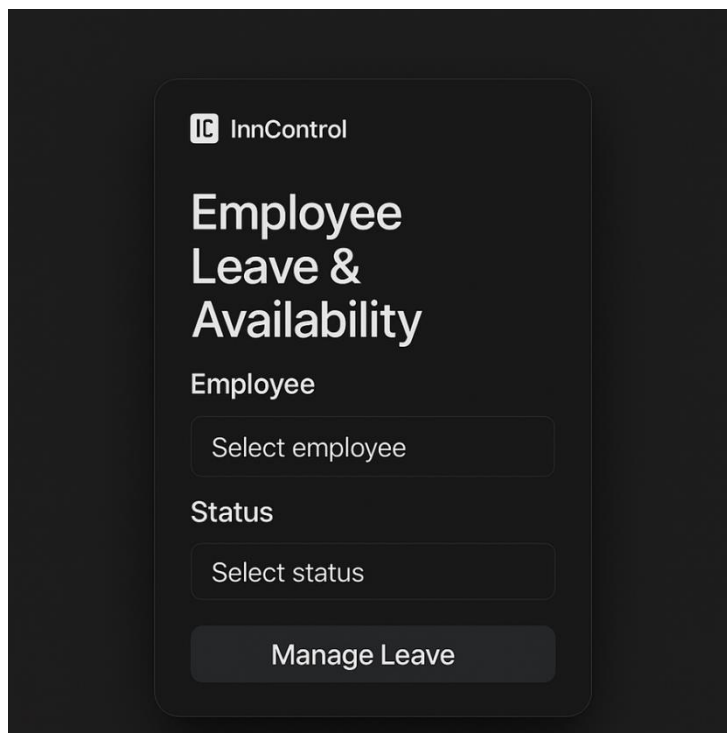 IC InnControl
Employee
Leave &
Availability
Employee
Select employee
Status
Select status
Manage Leave